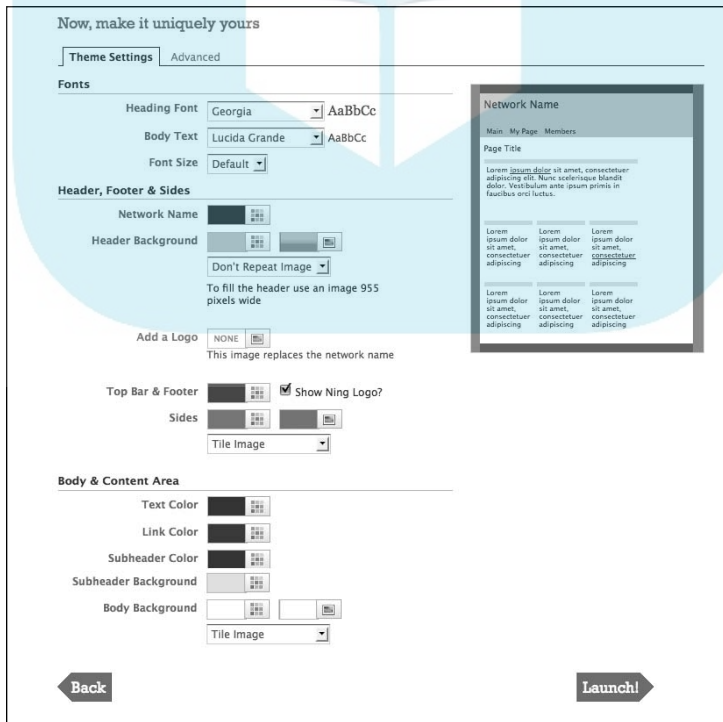 Now, make it uniquely yours
Theme Settings Advanced
Fonts
Heading Font Georgia AaBbCc
Body Text Lucida Grande AaBbCc
Font Size Default
Header, Footer & Sides
Network Name
Header Background
Don't Repeat Image
To fill the header use an image 955
pixels wide
Add a Logo NONE
This image replaces the network name
Top Bar & Footer Show Ning Logo?
Sides
Tile Image
Body & Content Area
Text Color
Link Color
Subheader Color
Subheader Background
Body Background
Tile Image
Back
Launch!
Network Name
Main My Page Members
Page Title
Lorem ipsum dolor sit amet, consectetuer
adipiscing elit. Nunc scelerisque blandit
dolor. Vestibulum ante ipsum primis in
faucibus orci luctus.
Lorem
ipsum dolor
sit amet,
consectetuer
adipiscing
Lorem
ipsum dolor
sit amet,
consectetuer
adipiscing
Lorem
ipsum dolor
sit amet,
consectetuer
adipiscing
Lorem
ipsum dolor
sit amet,
consectetuer
adipiscing
Lorem
ipsum dolor
sit amet,
consectetuer
adipiscing
Lorem
ipsum dolor
sit amet,
consectetuer
adipiscing